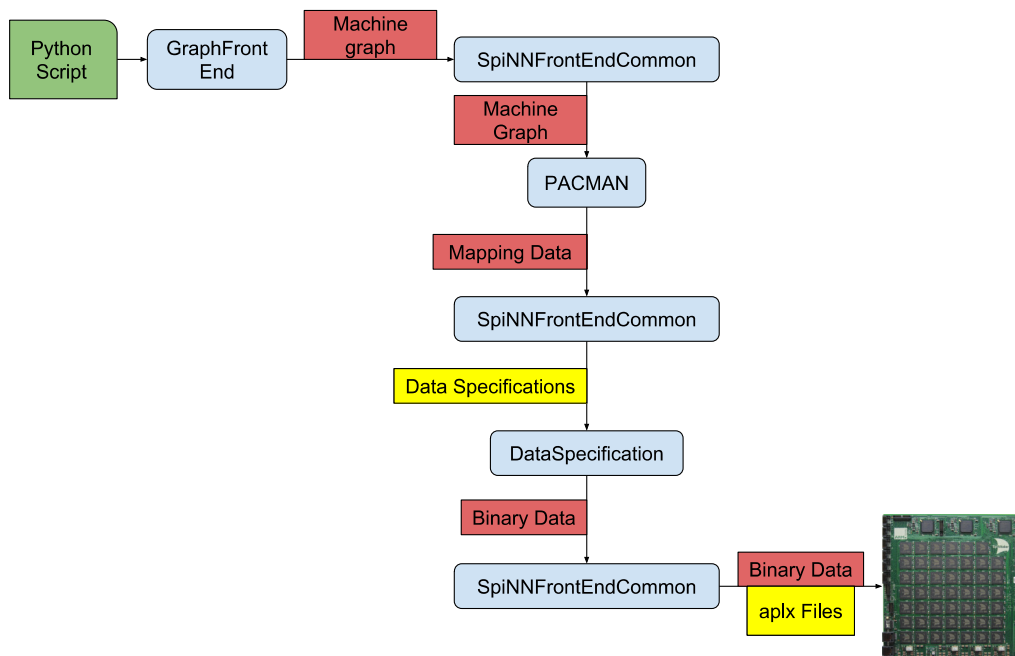 Python
Script
GraphFront
End
Machine
graph
SpiNNFrontEndCommon
Machine
Graph
PACMAN
Mapping Data
SpiNNFrontEndCommon
Data Specifications
DataSpecification
Binary Data
SpiNNFrontEndCommon
Binary Data
aplx Files